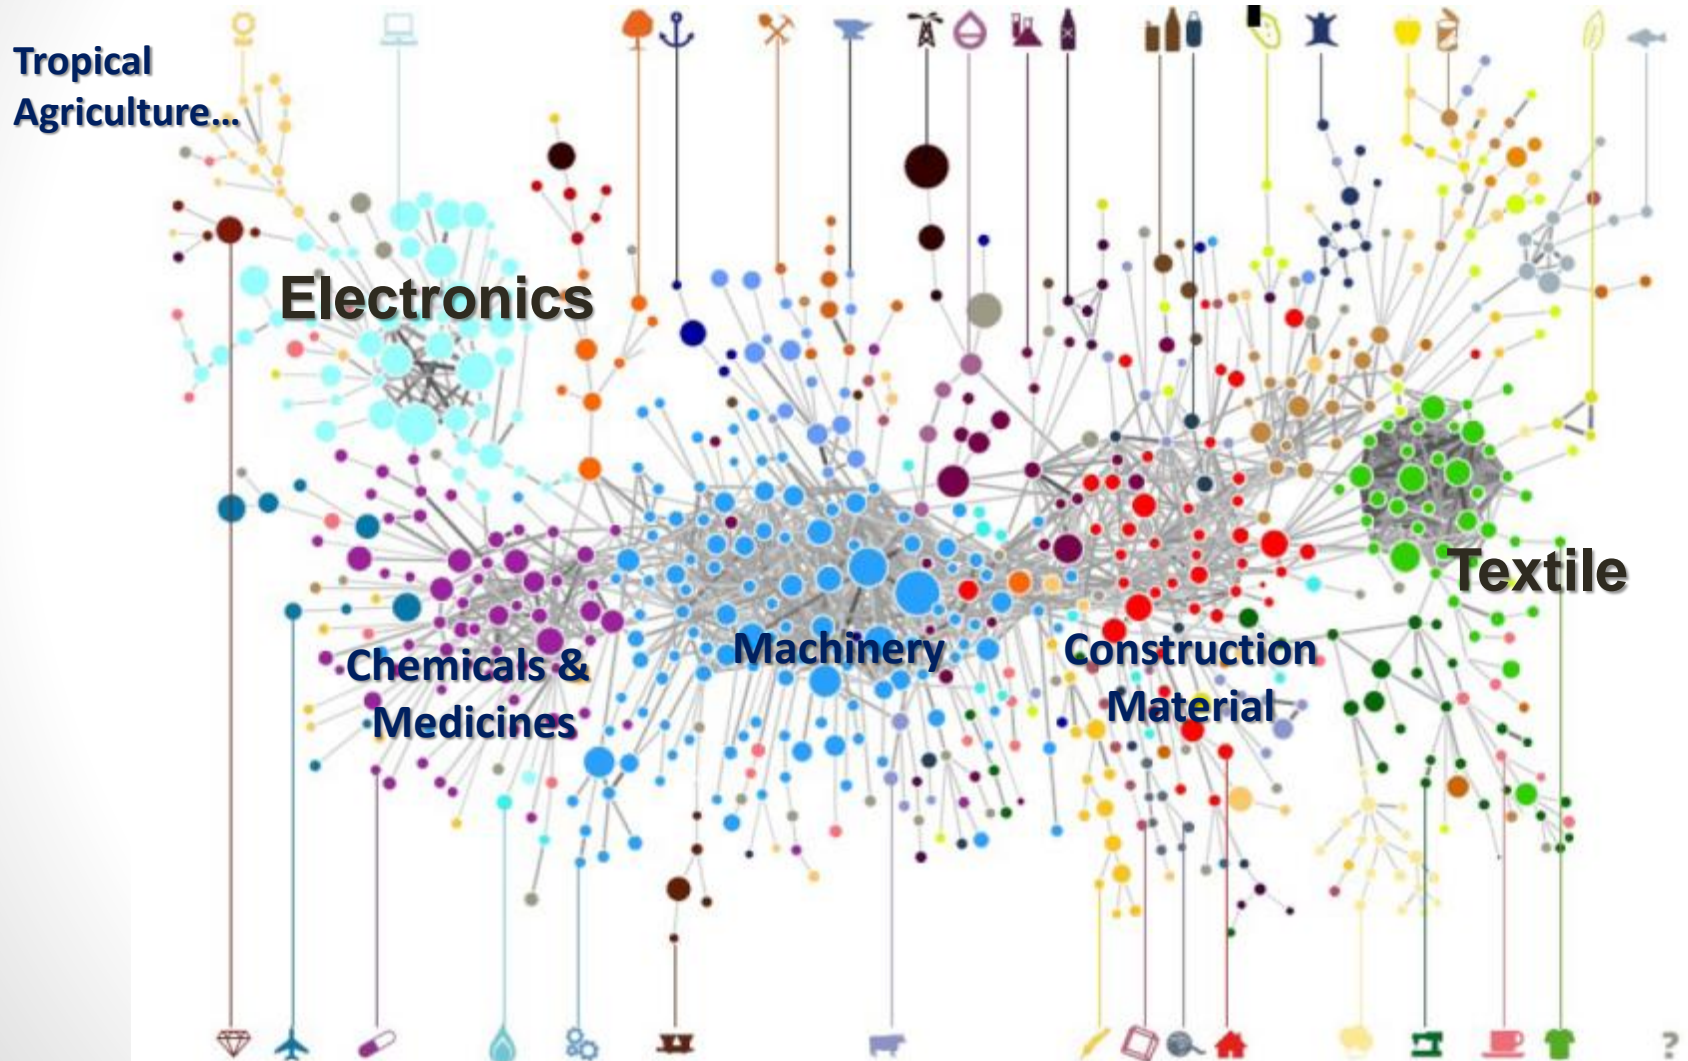 Tropical
Agriculture...
Electronics
Textile
Chemicals &
Medicines
Machinery
Construction
Material
?